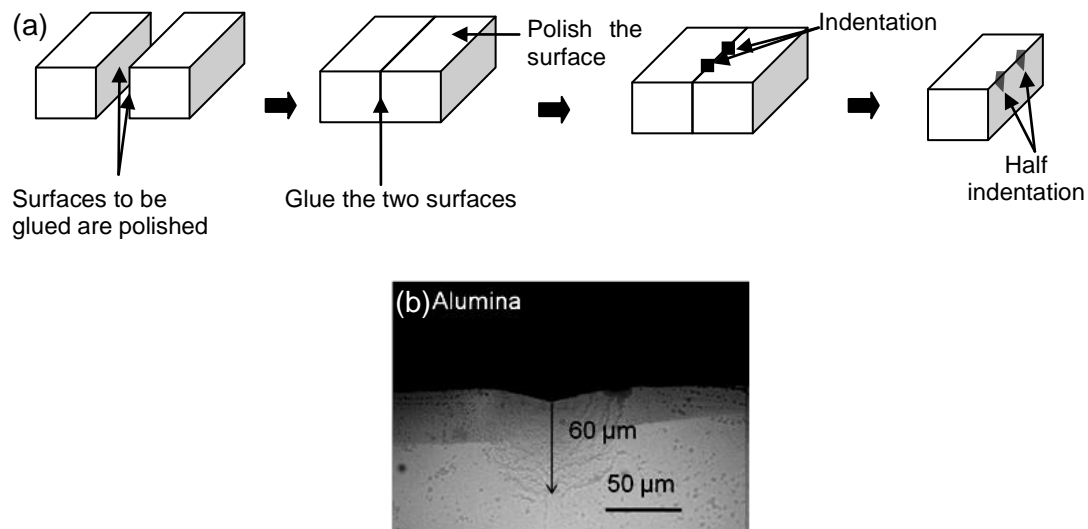 (a)
Polish the
surface
Indentation
Surfaces to be
glued are polished
Glue the two surfaces
Half
indentation
(b) Alumina
60 μm
50 μm